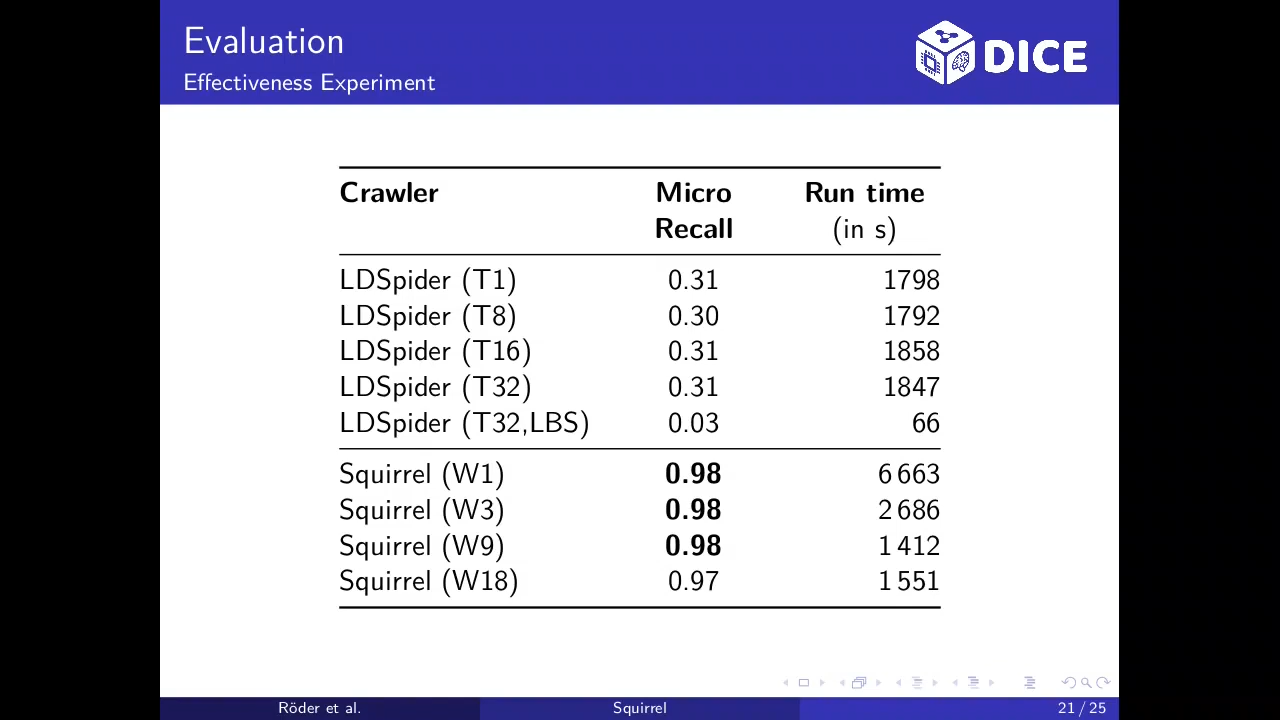 Evaluation
Effectiveness Experiment
DICE
Crawler Micro Recall Run time (in s)
LDSpider (T1) 0.31 1798
LDSpider (T8) 0.30 1792
LDSpider (T16) 0.31 1858
LDSpider (T32) 0.31 1847
LDSpider (T32,LBS) 0.03 66
Squirrel (W1) 0.98 6 663
Squirrel (W3) 0.98 2 686
Squirrel (W9) 0.98 1 412
Squirrel (W18) 0.97 1 551
Röder et al. Squirrel 21 / 25